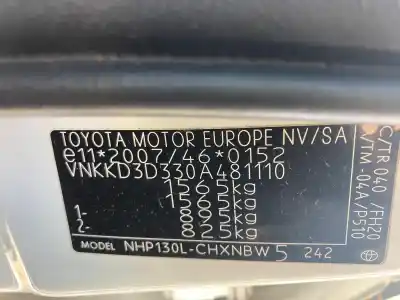 TOYOTA MOTOR EUROPE NV/SA
e11*2007/46*0152
VNKKD3D330A481110
1565kg
1565kg
1- 895kg
2- 825kg
MODEL NHP130L-CHXNBW 5 242
C/TR 040 /FH20
VTM -04A/P510